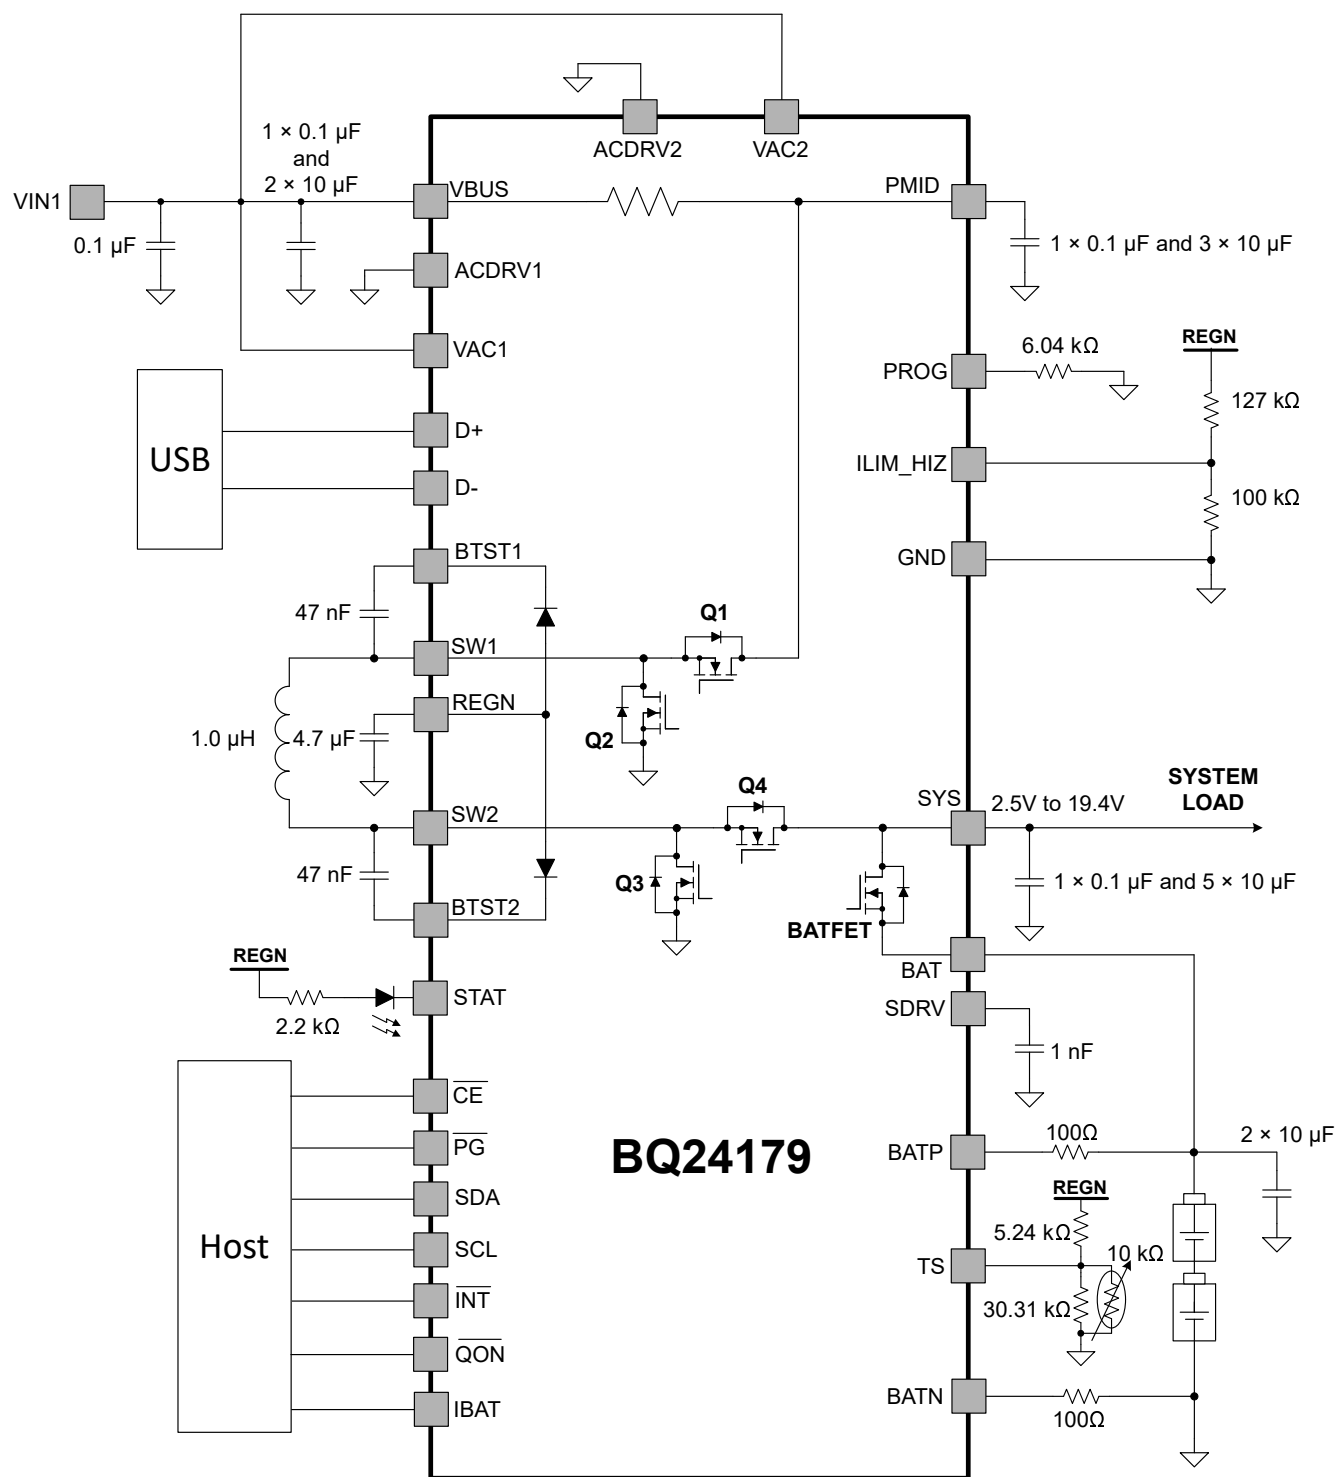 1 × 0.1 µF
and
2 × 10 µF
ACDRV2
VAC2
VIN1
VBUS
PMID
0.1 µF
1 × 0.1 µF and 3 × 10 µF
ACDRV1
VAC1
PROG
6.04 kΩ
REGN
127 kΩ
USB
D+
D-
ILIM_HIZ
100 kΩ
GND
BTST1
47 nF
SW1
Q1
REGN
1.0 µH
4.7 µF
Q2
SW2
Q4
SYS
2.5V to 19.4V
SYSTEM
LOAD
47 nF
Q3
BATFET
1 × 0.1 µF and 5 × 10 µF
BTST2
BAT
REGN
2.2 kΩ
STAT
SDRV
1 nF
Host
CE
PG
SDA
SCL
INT
QON
IBAT
BQ24179
BATP
100Ω
2 × 10 µF
REGN
5.24 kΩ
TS
10 kΩ
30.31 kΩ
BATN
100Ω